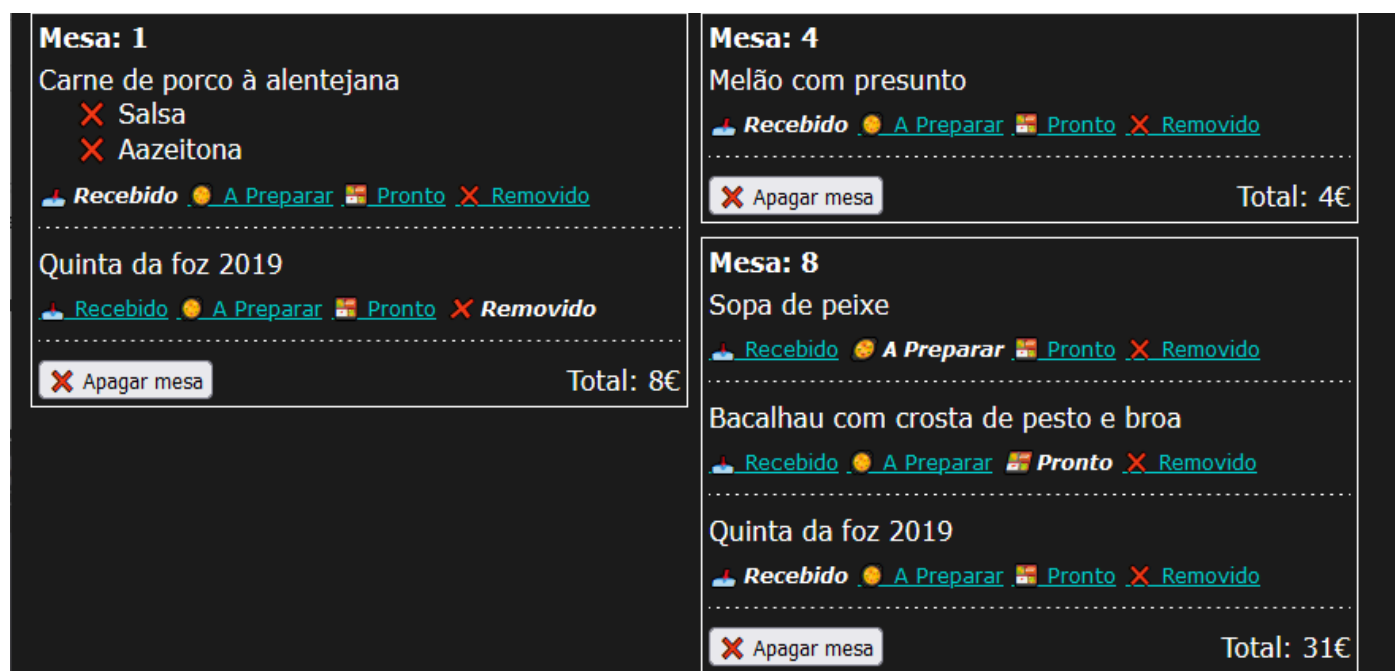 Mesa: 1
Carne de porco à alentejana
Salsa
Aazeitona
Recebido A Preparar Pronto Removido
Quinta da foz 2019
Recebido A Preparar Pronto Removido
Apagar mesa Total: 8€
Mesa: 4
Melão com presunto
Recebido A Preparar Pronto Removido
Apagar mesa Total: 4€
Mesa: 8
Sopa de peixe
Recebido A Preparar Pronto Removido
Bacalhau com crosta de pesto e broa
Recebido A Preparar Pronto Removido
Quinta da foz 2019
Recebido A Preparar Pronto Removido
Apagar mesa Total: 31€